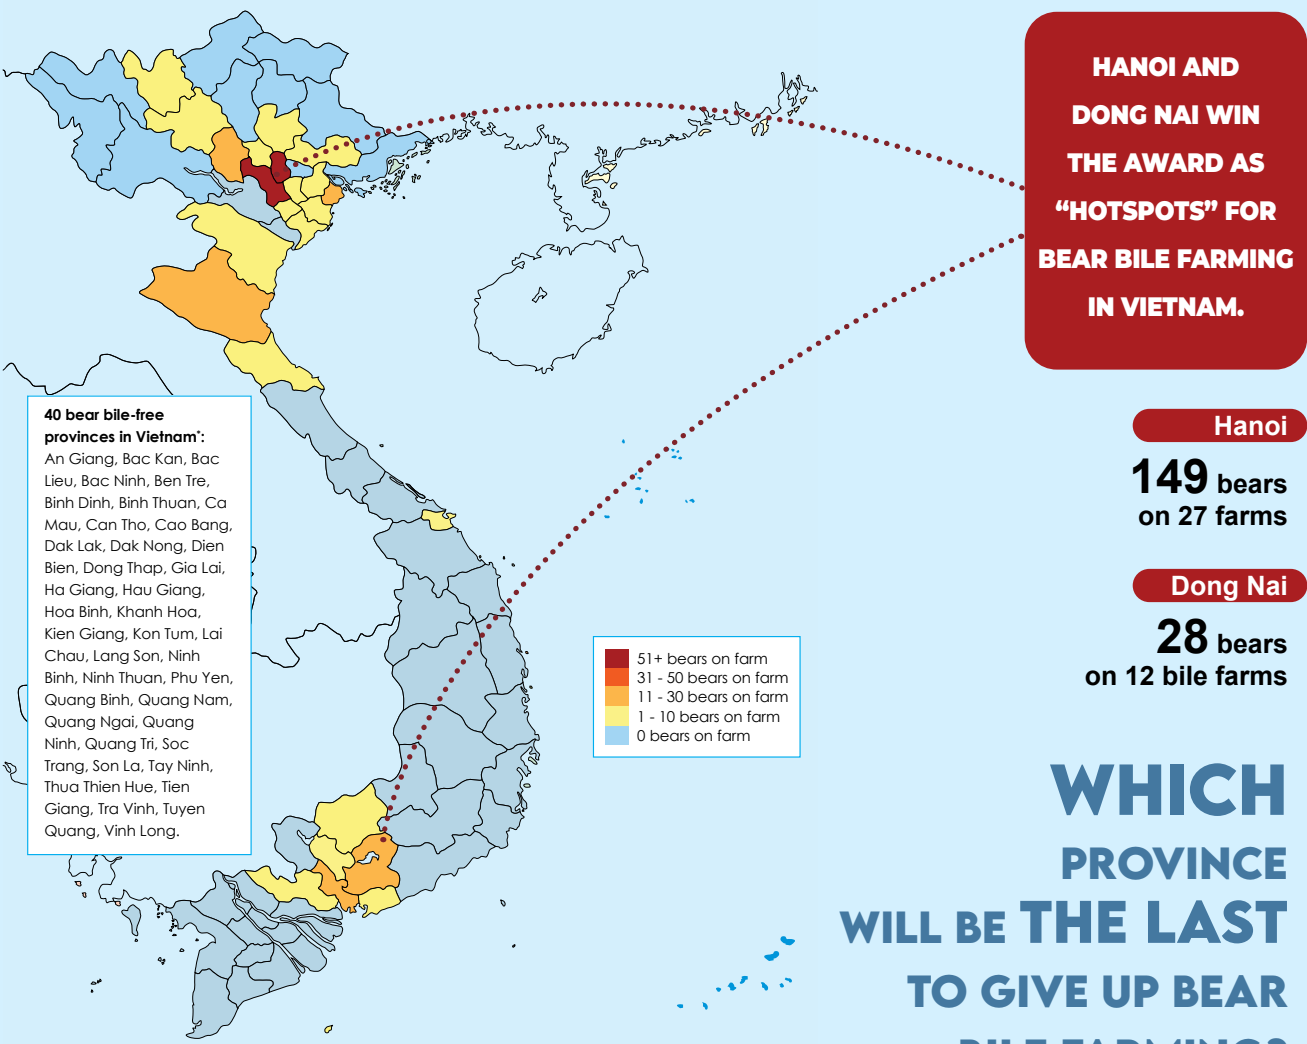 HANOI AND
DONG NAI WIN
THE AWARD AS
“HOTSPOTS” FOR
BEAR BILE FARMING
IN VIETNAM.
40 bear bile-free
provinces in Vietnam*:
An Giang, Bac Kan, Bac
Lieu, Bac Ninh, Ben Tre,
Binh Dinh, Binh Thuan, Ca
Mau, Can Tho, Cao Bang,
Dak Lak, Dak Nong, Dien
Bien, Dong Thap, Gia Lai,
Ha Giang, Hau Giang,
Hoa Binh, Khanh Hoa,
Kien Giang, Kon Tum, Lai
Chau, Lang Son, Ninh
Binh, Ninh Thuan, Phu Yen,
Quang Binh, Quang Nam,
Quang Ngai, Quang
Ninh, Quang Tri, Soc
Trang, Son La, Tay Ninh,
Thua Thien Hue, Tien
Giang, Tra Vinh, Tuyen
Quang, Vinh Long.
51+ bears on farm
31 - 50 bears on farm
11 - 30 bears on farm
1 - 10 bears on farm
0 bears on farm
Hanoi
149 bears
on 27 farms
Dong Nai
28 bears
on 12 bile farms
WHICH
PROVINCE
WILL BE THE LAST
TO GIVE UP BEAR
BILE FARMING?